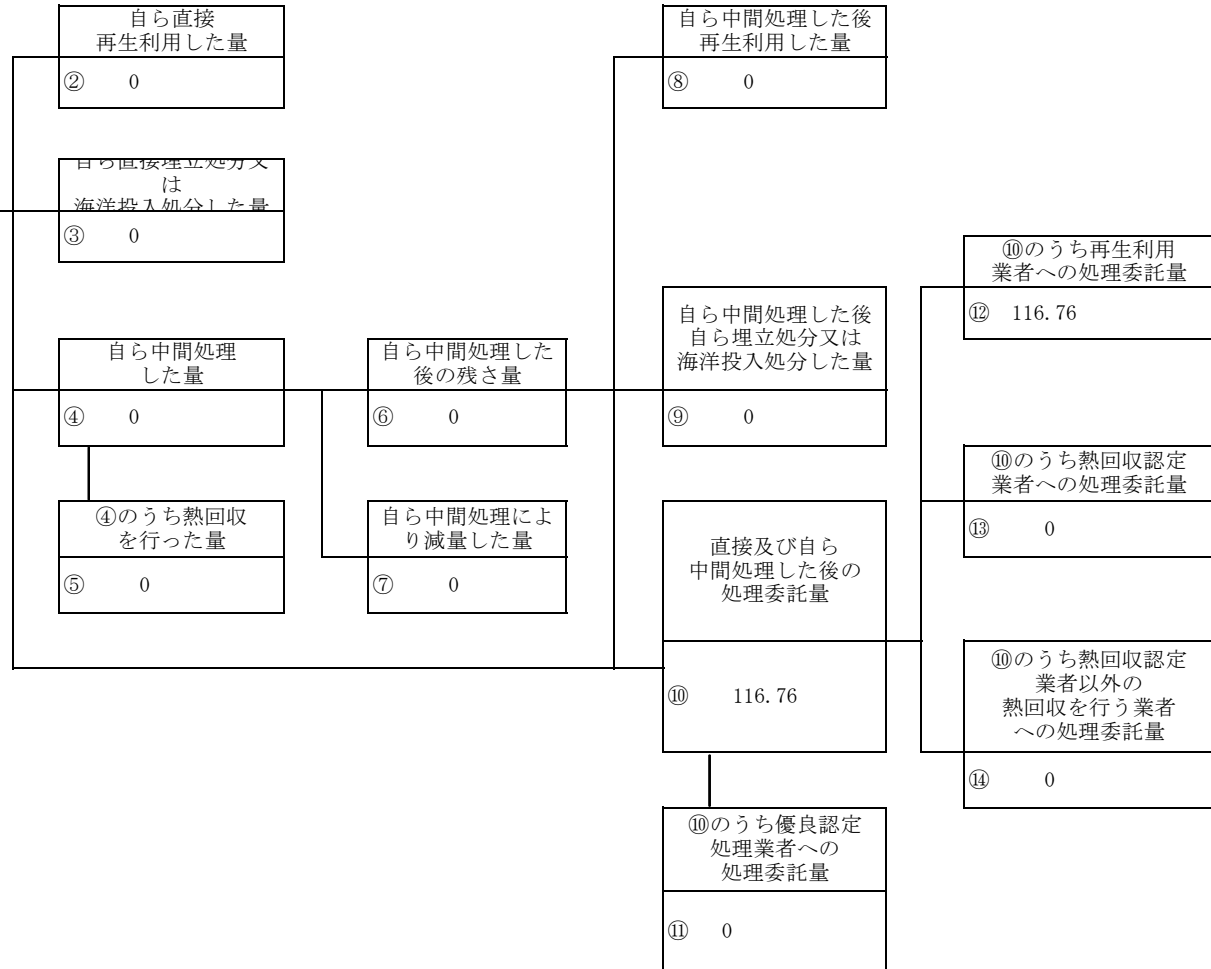 自ら直接
再生利用した量
② 0
自ら直接埋立処分又
は
海洋投入処分した量
③ 0
自ら中間処理
した量
④ 0
④のうち熱回収
を行った量
⑤ 0
自ら中間処理した
後の残さ量
⑥ 0
自ら中間処理によ
り減量した量
⑦ 0
自ら中間処理した後
再生利用した量
⑧ 0
自ら中間処理した後
自ら埋立処分又は
海洋投入処分した量
⑨ 0
直接及び自ら
中間処理した後の
処理委託量
⑩ 116.76
⑩のうち優良認定
処理業者への
処理委託量
⑪ 0
⑩のうち再生利用
業者への処理委託量
⑫ 116.76
⑩のうち熱回収認定
業者への処理委託量
⑬ 0
⑩のうち熱回収認定
業者以外の
熱回収を行う業者
への処理委託量
⑭ 0